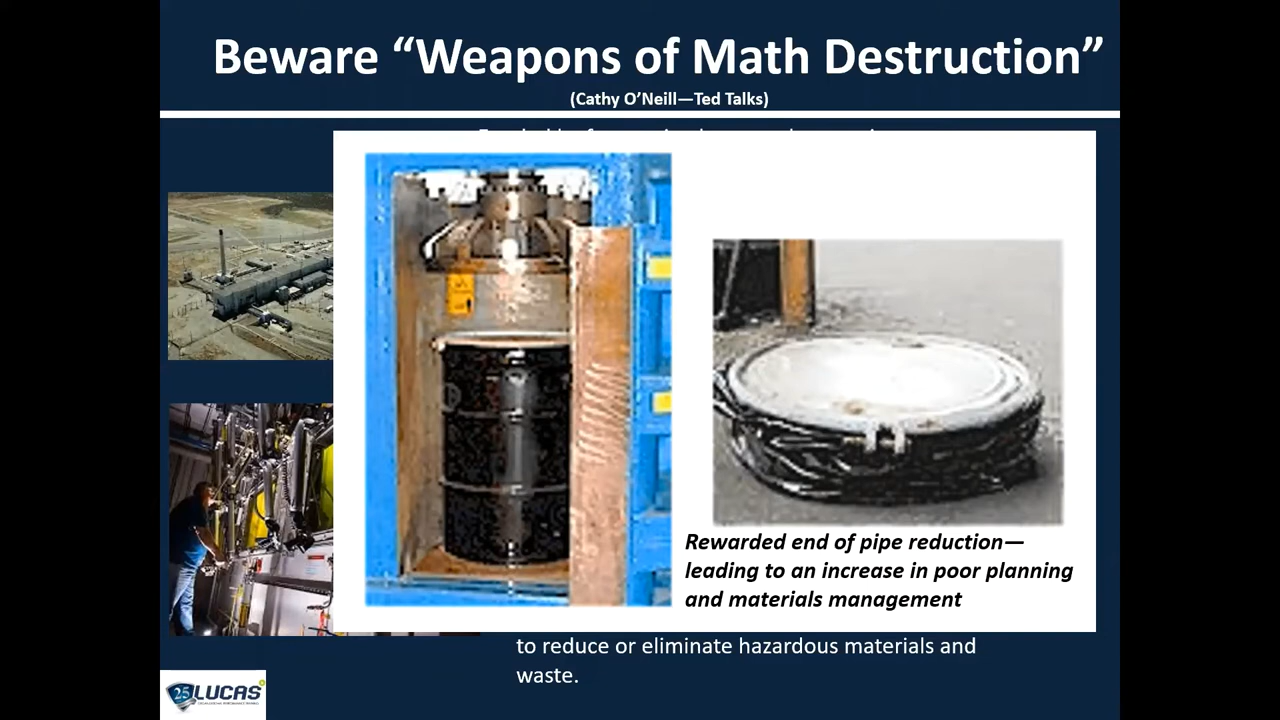 Beware “Weapons of Math Destruction”
(Cathy O’Neill—Ted Talks)
Rewarded end of pipe reduction—
leading to an increase in poor planning
and materials management
to reduce or eliminate hazardous materials and
waste.
25 LUCAS